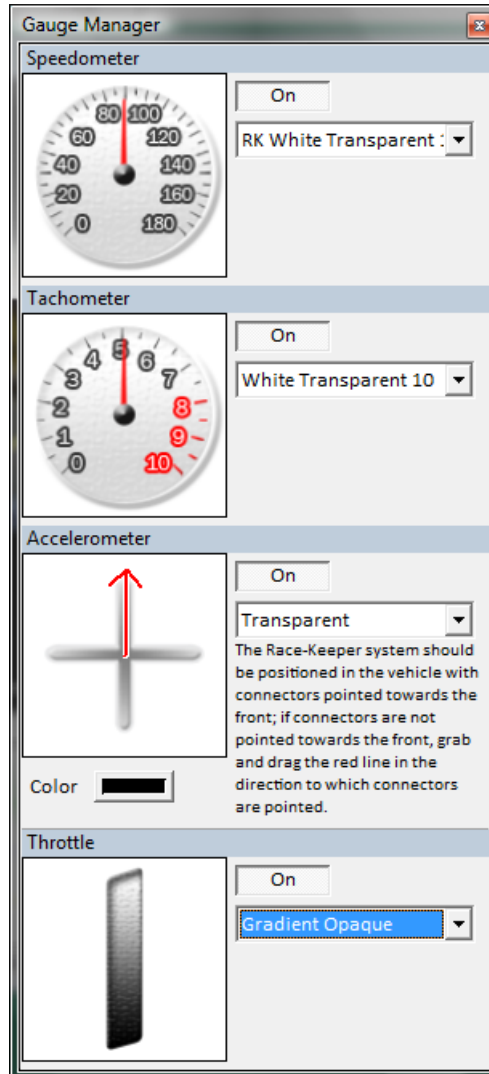 Gauge Manager
Speedometer
0 20 40 60 80 100 120 140 160 180
On
RK White Transparent 1
Tachometer
0 1 2 3 4 5 6 7 8 9 10
On
White Transparent 10
Accelerometer
On
Transparent
The Race-Keeper system should
be positioned in the vehicle with
connectors pointed towards the
front; if connectors are not
pointed towards the front, grab
and drag the red line in the
direction to which connectors
are pointed.
Color
Throttle
On
Gradient Opaque